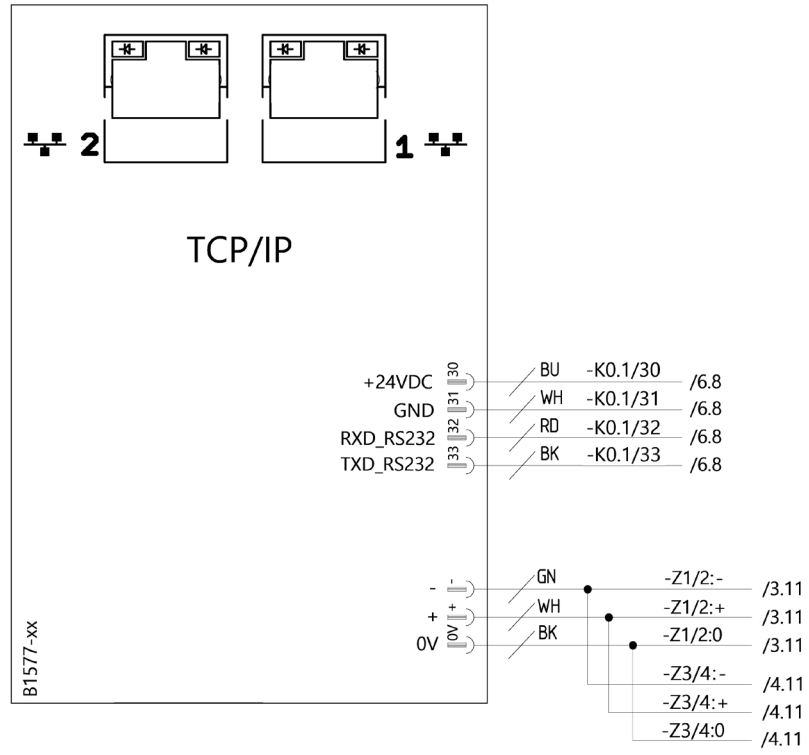 2 1
TCP/IP
+24VDC 30 BU -K0.1/30 /6.8
GND 31 WH -K0.1/31 /6.8
RXD_RS232 32 RD -K0.1/32 /6.8
TXD_RS232 33 BK -K0.1/33 /6.8
- - GN -Z1/2:- /3.11
+ + WH -Z1/2:+ /3.11
0V 0V BK -Z1/2:0 /3.11
-Z3/4:- /4.11
-Z3/4:+ /4.11
-Z3/4:0 /4.11
B1577-xx